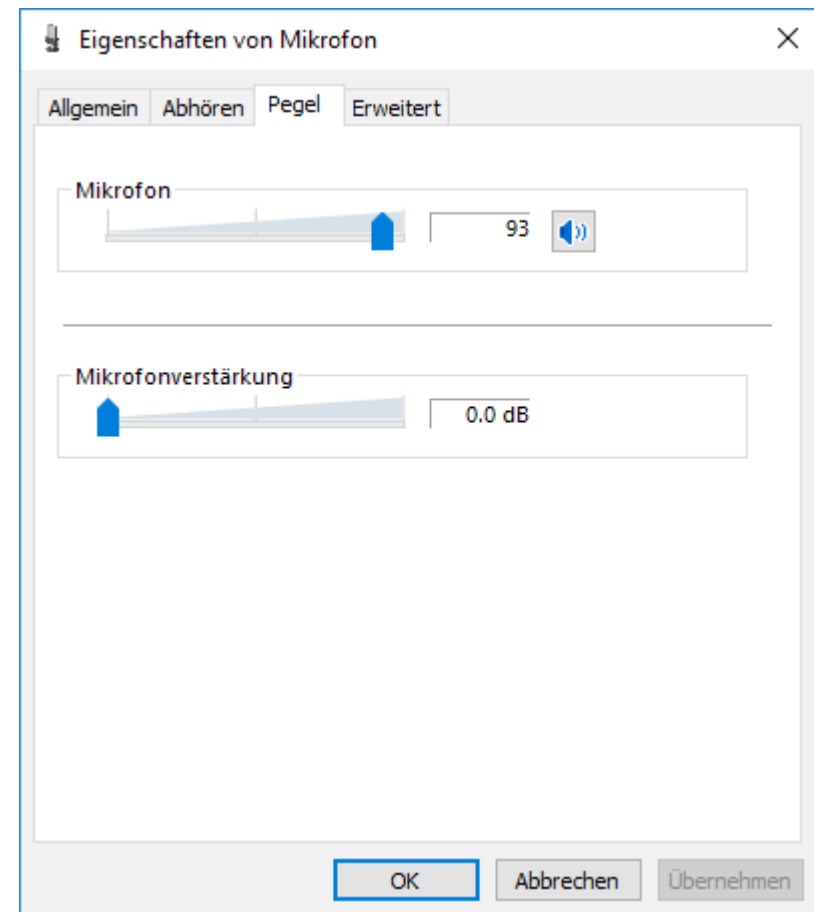 Eigenschaften von Mikrofon
Allgemein Abhören Pegel Erweitert
Mikrofon
93
Mikrofonverstärkung
0.0 dB
OK Abbrechen Übernehmen